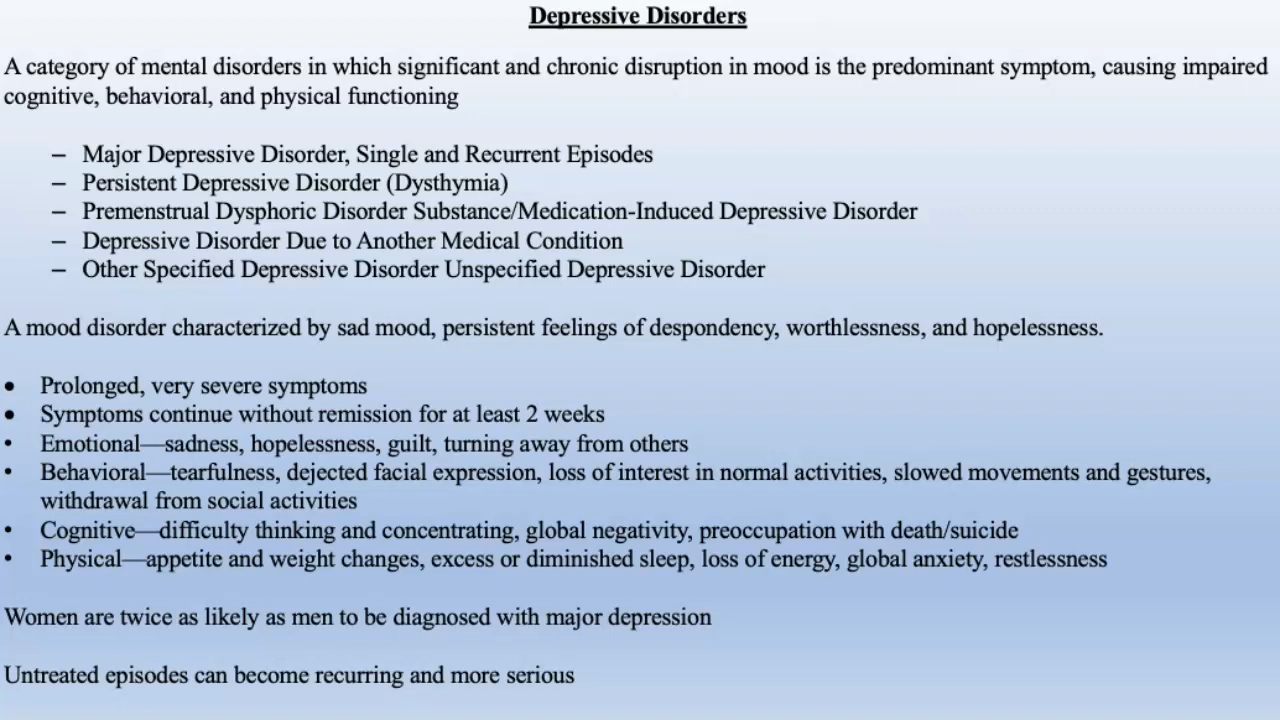 Depressive Disorders
A category of mental disorders in which significant and chronic disruption in mood is the predominant symptom, causing impaired
cognitive, behavioral, and physical functioning
– Major Depressive Disorder, Single and Recurrent Episodes
– Persistent Depressive Disorder (Dysthymia)
– Premenstrual Dysphoric Disorder Substance/Medication-Induced Depressive Disorder
– Depressive Disorder Due to Another Medical Condition
– Other Specified Depressive Disorder Unspecified Depressive Disorder
A mood disorder characterized by sad mood, persistent feelings of despondency, worthlessness, and hopelessness.
• Prolonged, very severe symptoms
• Symptoms continue without remission for at least 2 weeks
• Emotional—sadness, hopelessness, guilt, turning away from others
• Behavioral—tearfulness, dejected facial expression, loss of interest in normal activities, slowed movements and gestures,
withdrawal from social activities
• Cognitive—difficulty thinking and concentrating, global negativity, preoccupation with death/suicide
• Physical—appetite and weight changes, excess or diminished sleep, loss of energy, global anxiety, restlessness
Women are twice as likely as men to be diagnosed with major depression
Untreated episodes can become recurring and more serious